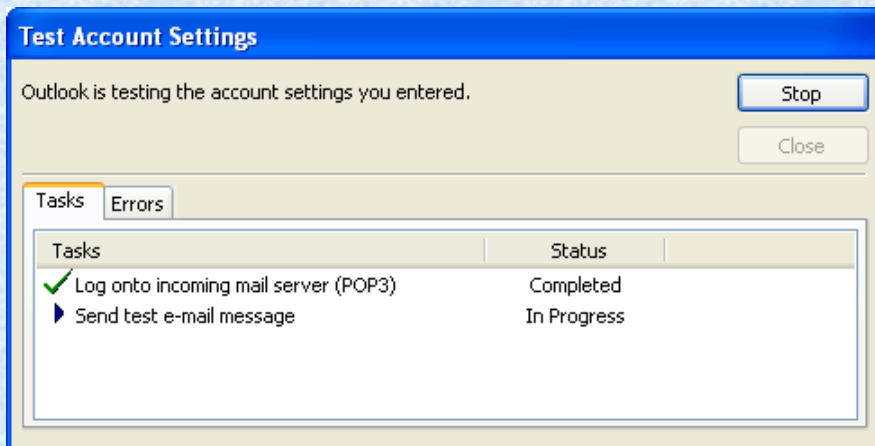 Test Account Settings
Outlook is testing the account settings you entered.
Stop
Close
Tasks Errors
Tasks Status
Log onto incoming mail server (POP3) Completed
Send test e-mail message In Progress